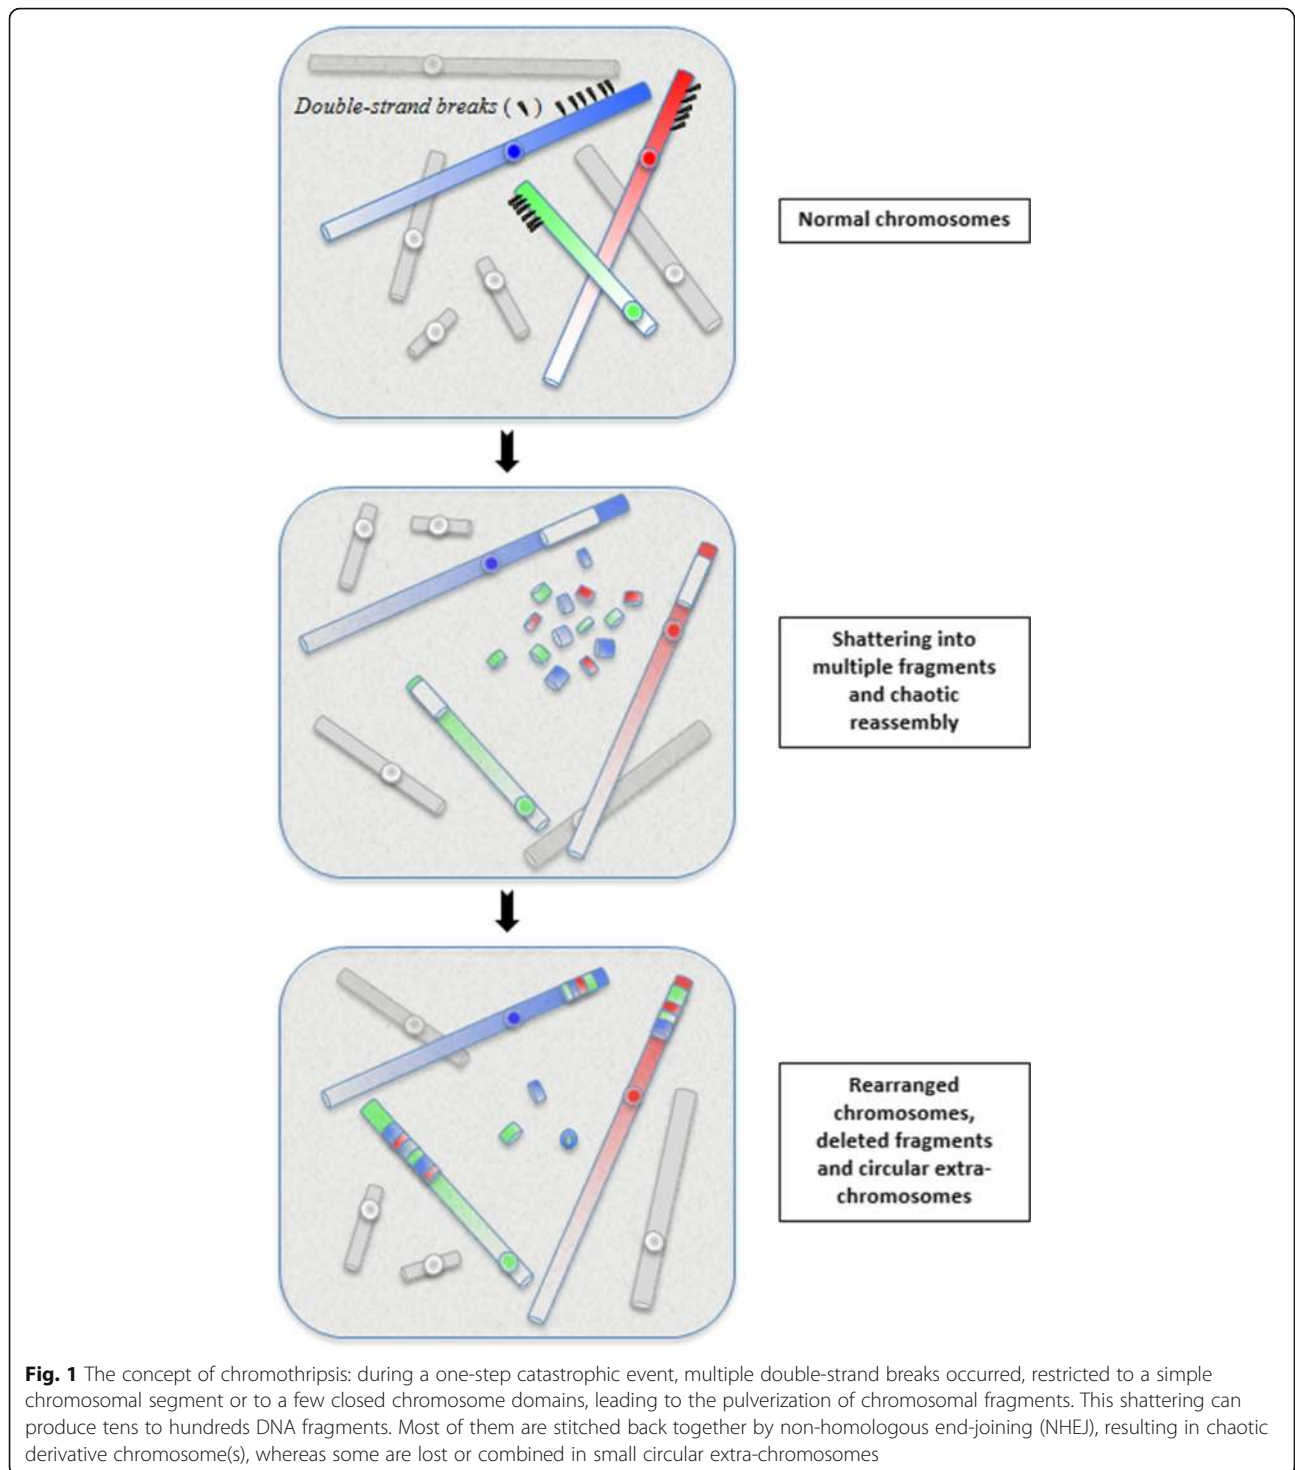 Double-strand breaks ( )
Normal chromosomes
Shattering into
multiple fragments
and chaotic
reassembly
Rearranged
chromosomes,
deleted fragments
and circular extra-
chromosomes
Fig. 1 The concept of chromothripsis: during a one-step catastrophic event, multiple double-strand breaks occurred, restricted to a simple
chromosomal segment or to a few closed chromosome domains, leading to the pulverization of chromosomal fragments. This shattering can
produce tens to hundreds DNA fragments. Most of them are stitched back together by non-homologous end-joining (NHEJ), resulting in chaotic
derivative chromosome(s), whereas some are lost or combined in small circular extra-chromosomes